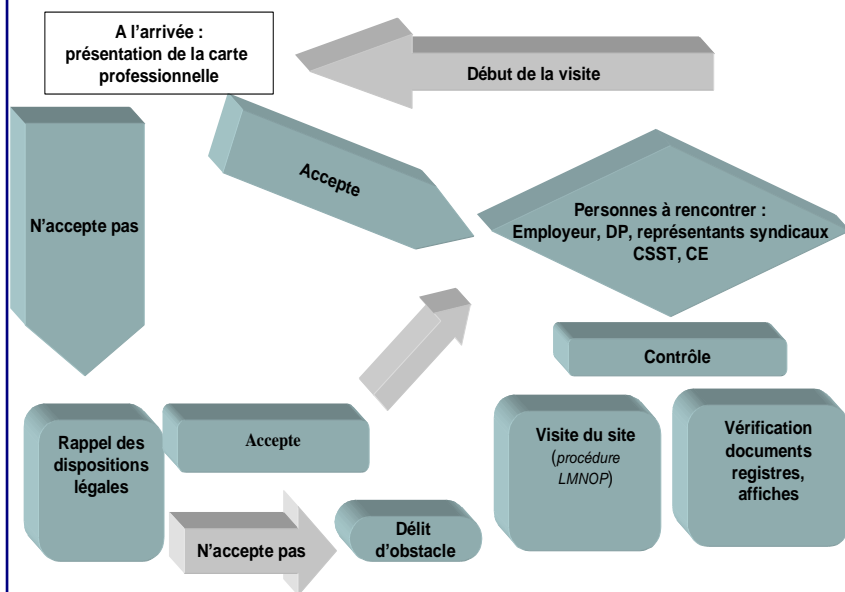 A l'arrivée :
présentation de la carte
professionnelle
Début de la visite
Accepte
N'accepte pas
Personnes à rencontrer :
Employeur, DP, représentants syndicaux
CSST, CE
Contrôle
Rappel des
dispositions
légales
Accepte
Visite du site
(procédure
LMNOP)
Vérification
documents
registres,
affiches
N'accepte pas
Délit
d'obstacle